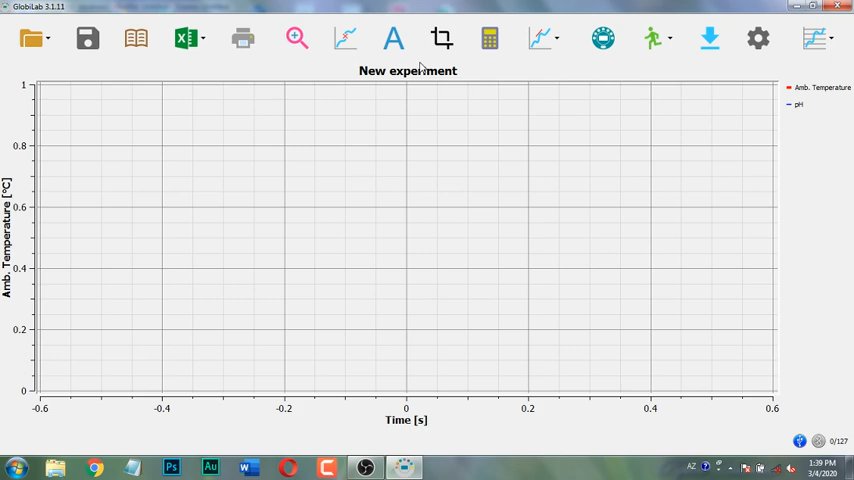 GlobiLab 3.1.11
A
New experiment
1
0.8
0.6
0.4
0.2
0
Amb. Temperature [°C]
-0.6 -0.4 -0.2 0 0.2 0.4 0.6
Time [s]
Amb. Temperature
pH
0/127
Ps Au W
AZ
1:39 PM
3/4/2020